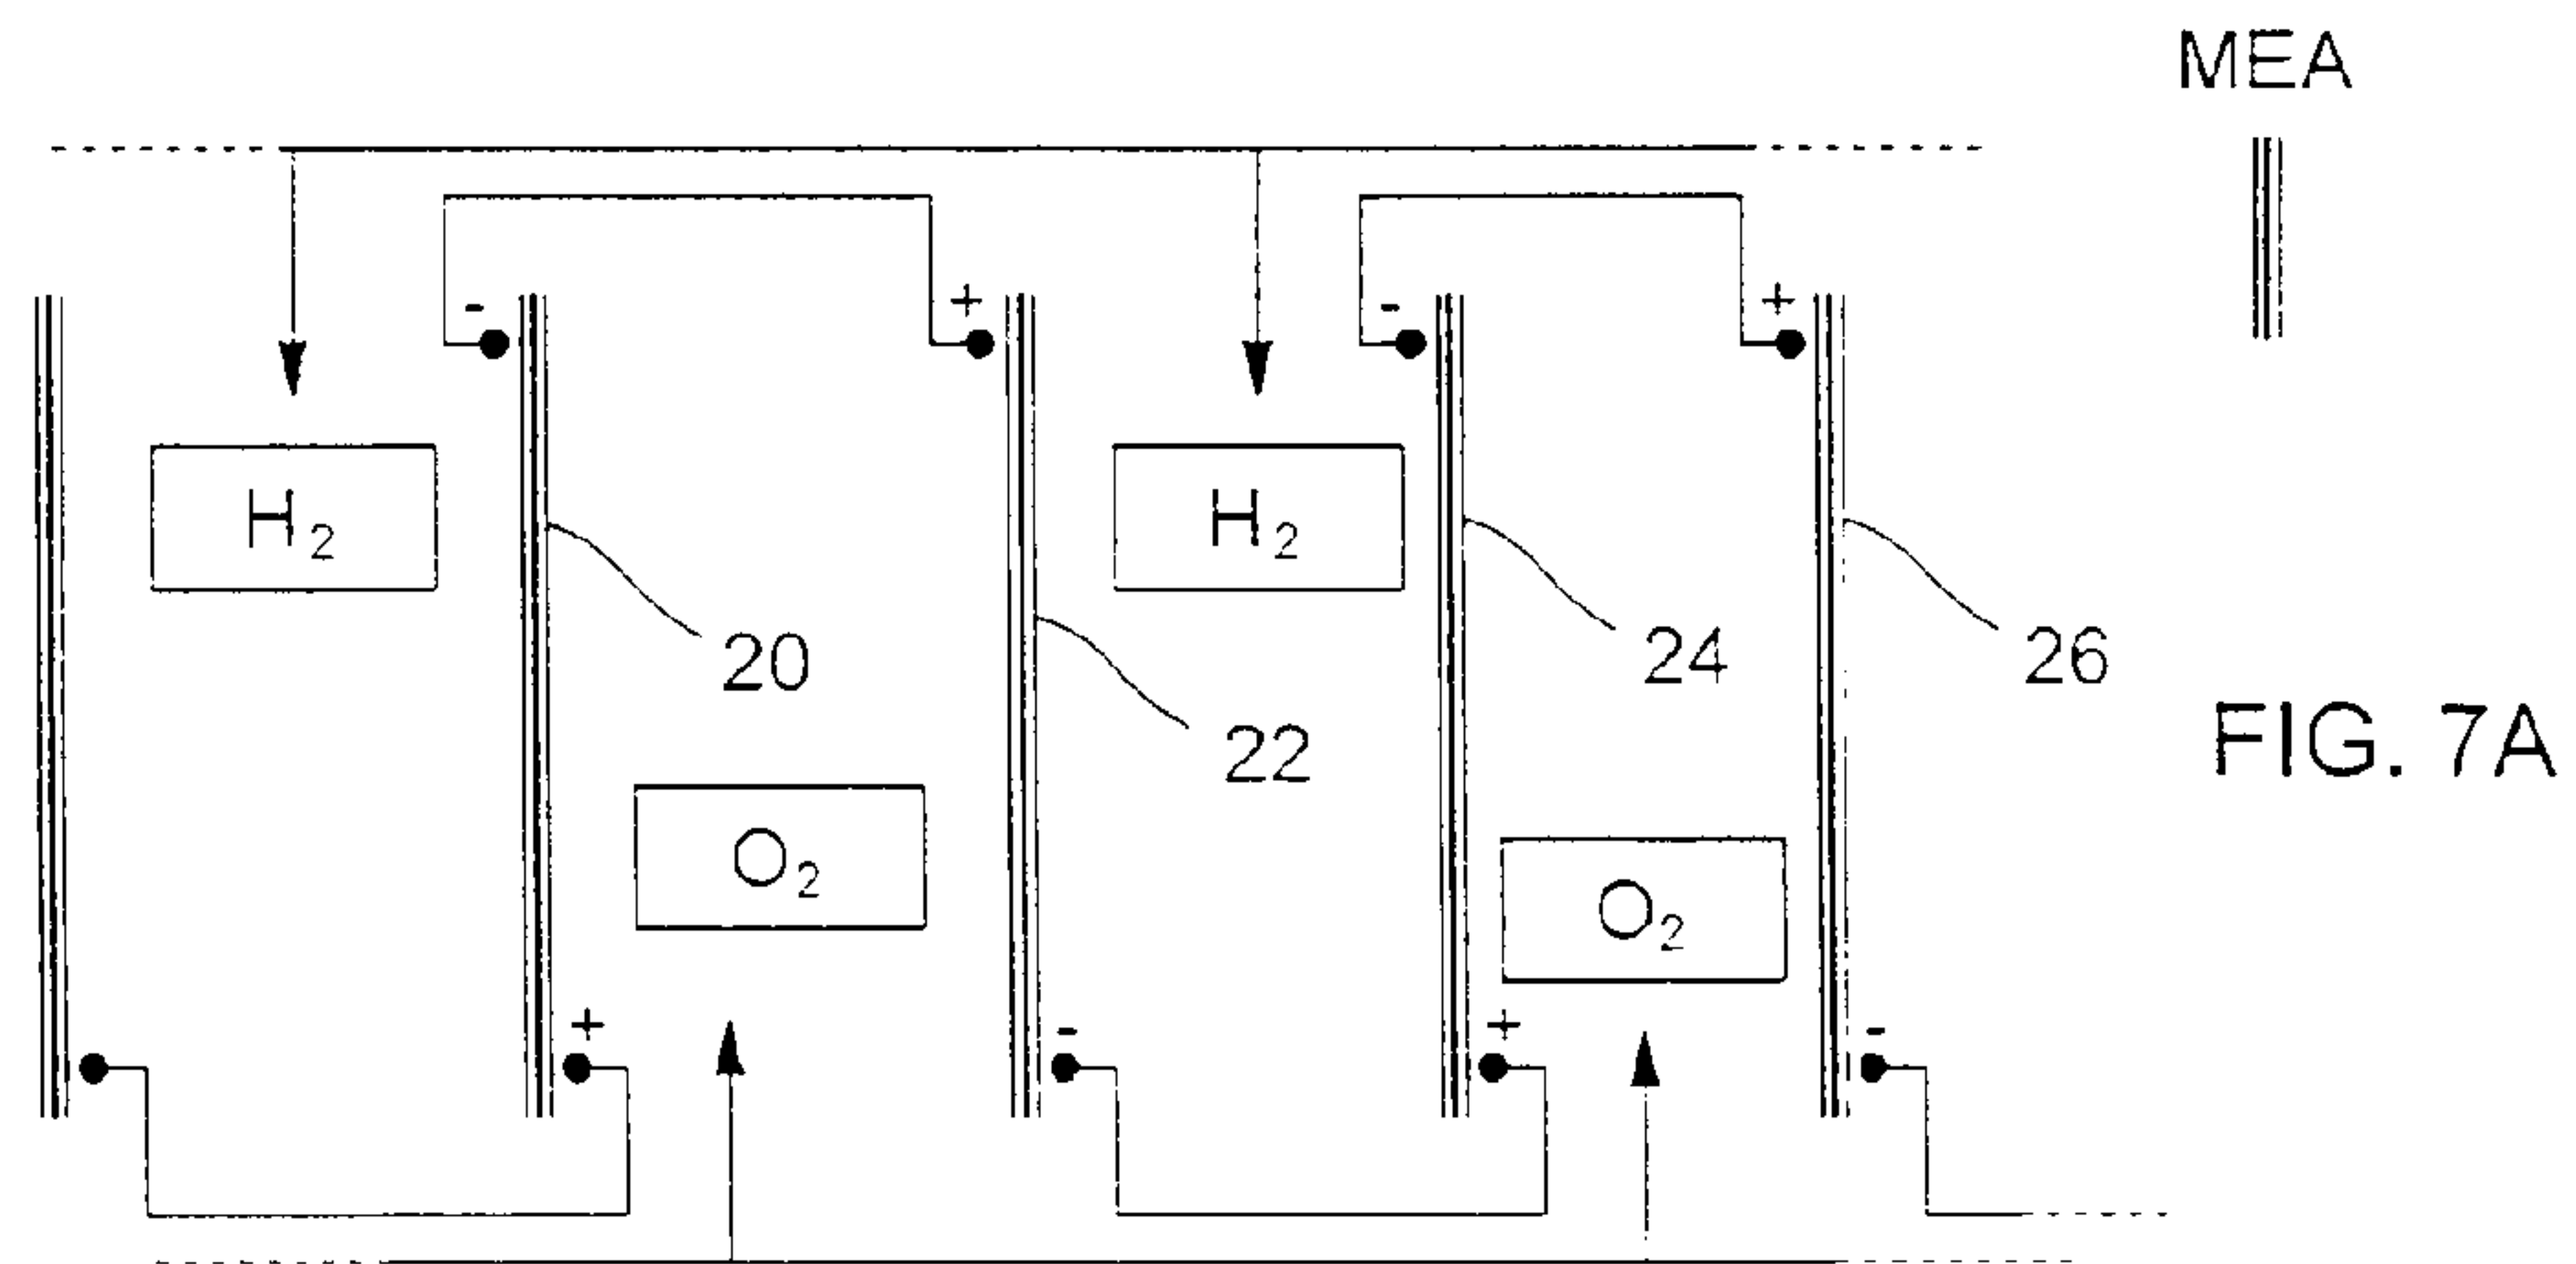 MEA
- + - +
H2 H2
20 24 26
22
FIG. 7A
O2
O2
+ - + -